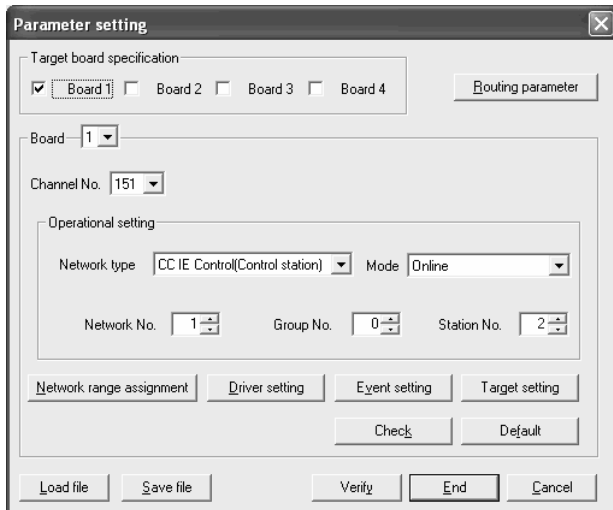 Parameter setting
Target board specification
Board 1 Board 2 Board 3 Board 4
Routing parameter
Board 1
Channel No. 151
Operational setting
Network type CC IE Control(Control station) Mode Online
Network No. 1 Group No. 0 Station No. 2
Network range assignment Driver setting Event setting Target setting
Check Default
Load file Save file Verify End Cancel